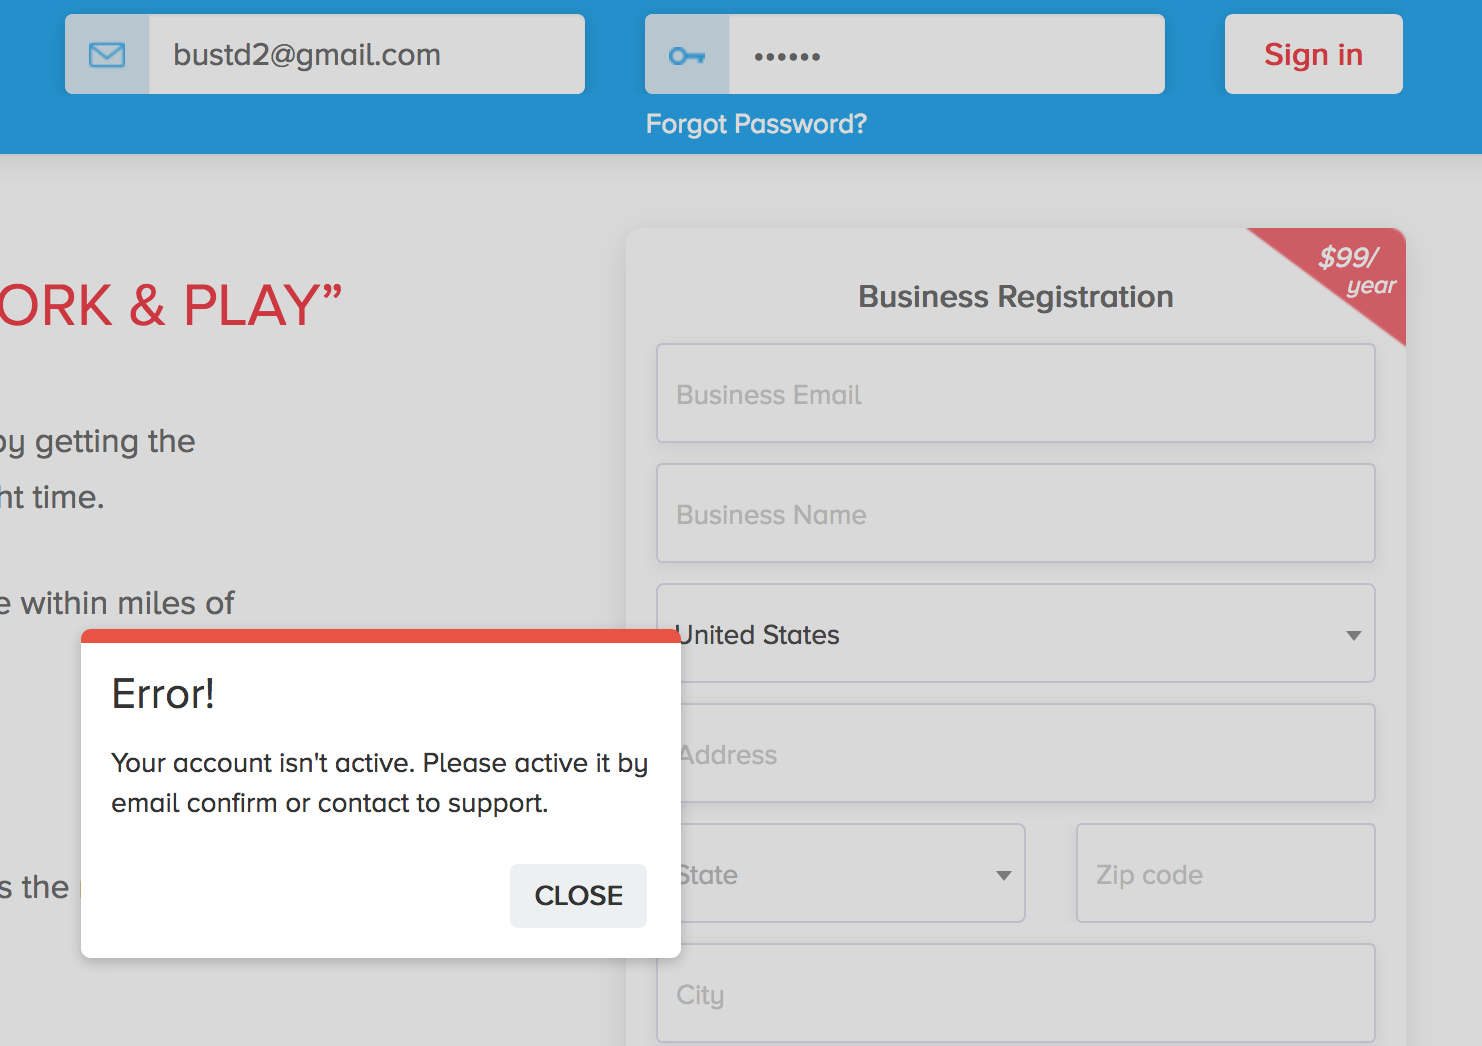 bustd2@gmail.com
••••••
Sign in
Forgot Password?
ORK & PLAY”
by getting the
ht time.
e within miles of
s the
$99/
year
Business Registration
Business Email
Business Name
United States
Address
State
Zip code
City
Error!
Your account isn't active. Please active it by
email confirm or contact to support.
CLOSE